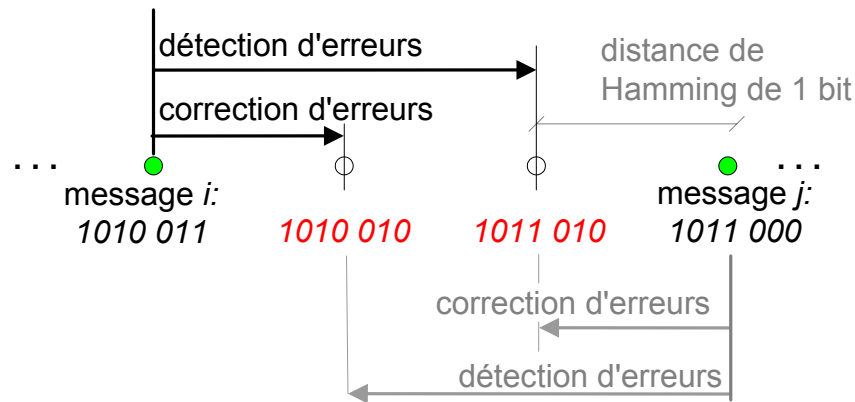 détection d'erreurs
distance de
Hamming de 1 bit
correction d'erreurs
. . .
. . .
message i:
message j:
1010 011
1010 010
1011 010
1011 000
correction d'erreurs
détection d'erreurs